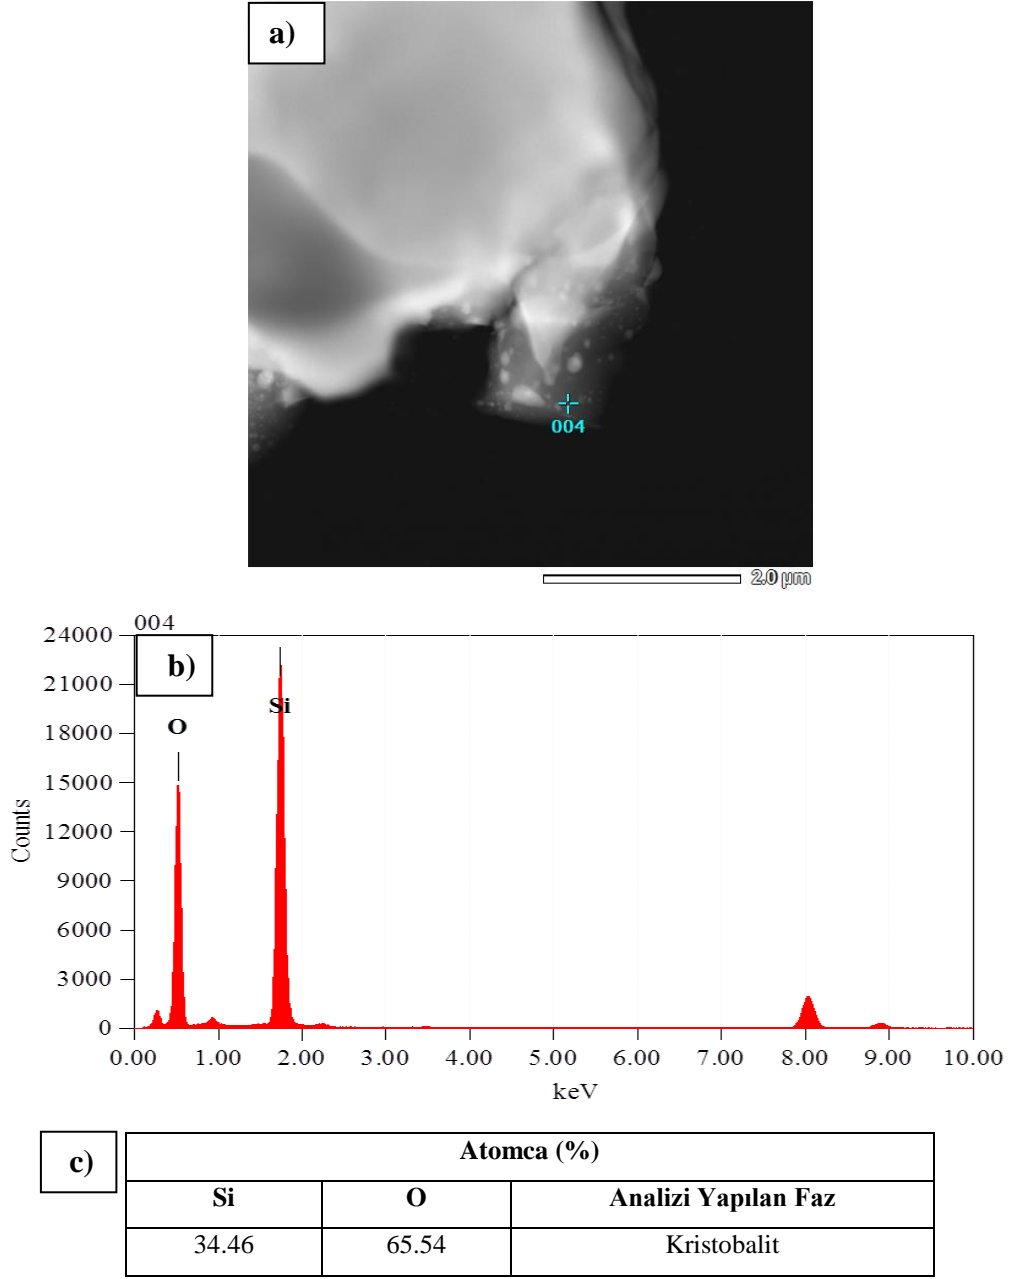 a)
004
2.0 µm
004
24000
b)
21000
Si
18000
O
15000
12000
9000
6000
3000
0
Counts
0.00 1.00 2.00 3.00 4.00 5.00 6.00 7.00 8.00 9.00 10.00
keV
c)
Atomca (%)
Si O Analizi Yapılan Faz
34.46 65.54 Kristobalit